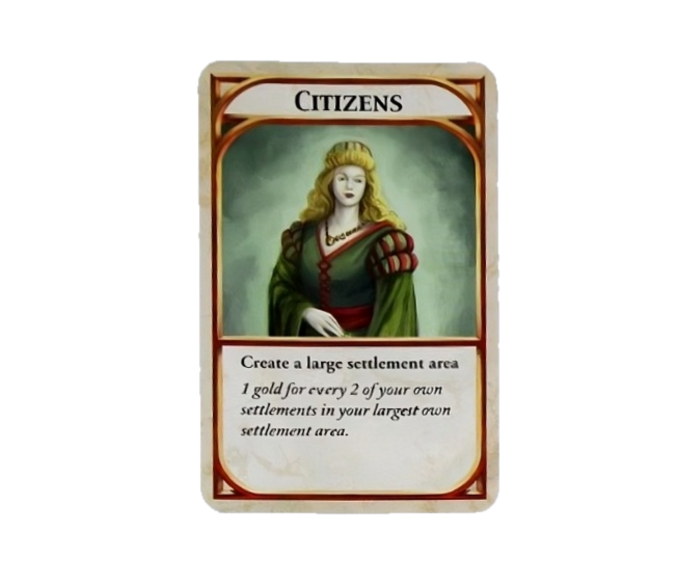 CITIZENS
Create a large settlement area
1 gold for every 2 of your own
settlements in your largest own
settlement area.